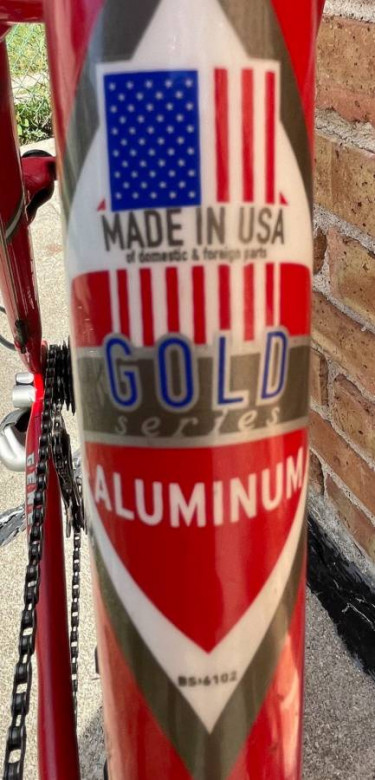 MADE IN USA
of domestic & foreign parts
GOLD
series
ALUMINUM
BS:6102